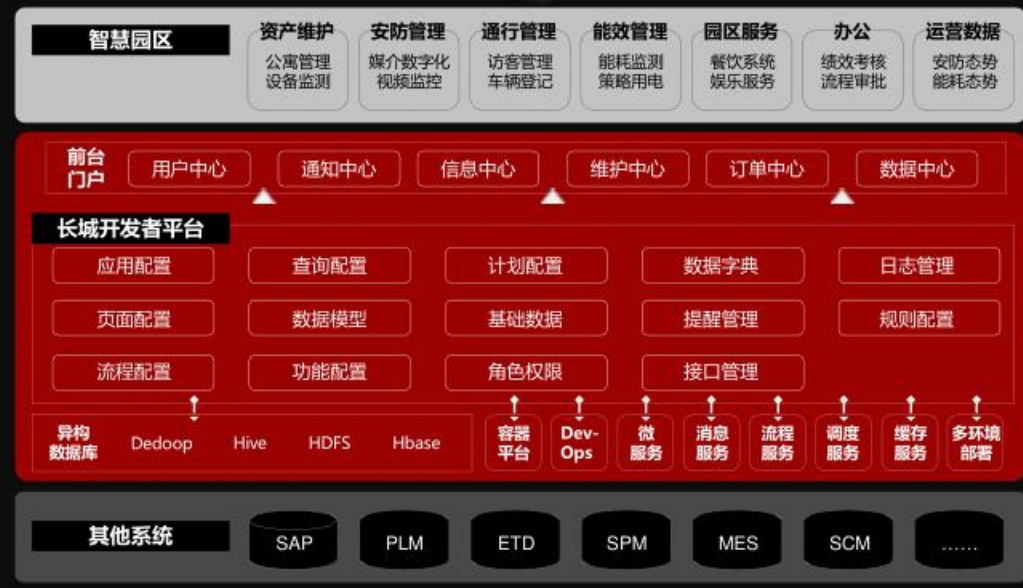 智慧园区
资产维护
公寓管理
设备监测
安防管理
媒介数字化
视频监控
通行管理
访客管理
车辆登记
能效管理
能耗监测
策略用电
园区服务
餐饮系统
娱乐服务
办公
绩效考核
流程审批
运营数据
安防态势
能耗态势
前台
门户
用户中心
通知中心
信息中心
维护中心
订单中心
数据中心
长城开发者平台
应用配置
查询配置
计划配置
数据字典
日志管理
页面配置
数据模型
基础数据
提醒管理
规则配置
流程配置
功能配置
角色权限
接口管理
异构
数据库
Dedoop
Hive
HDFS
Hbase
容器
平台
Dev-
Ops
微
服务
消息
服务
流程
服务
调度
服务
缓存
服务
多环境
部署
其他系统
SAP
PLM
ETD
SPM
MES
SCM
......